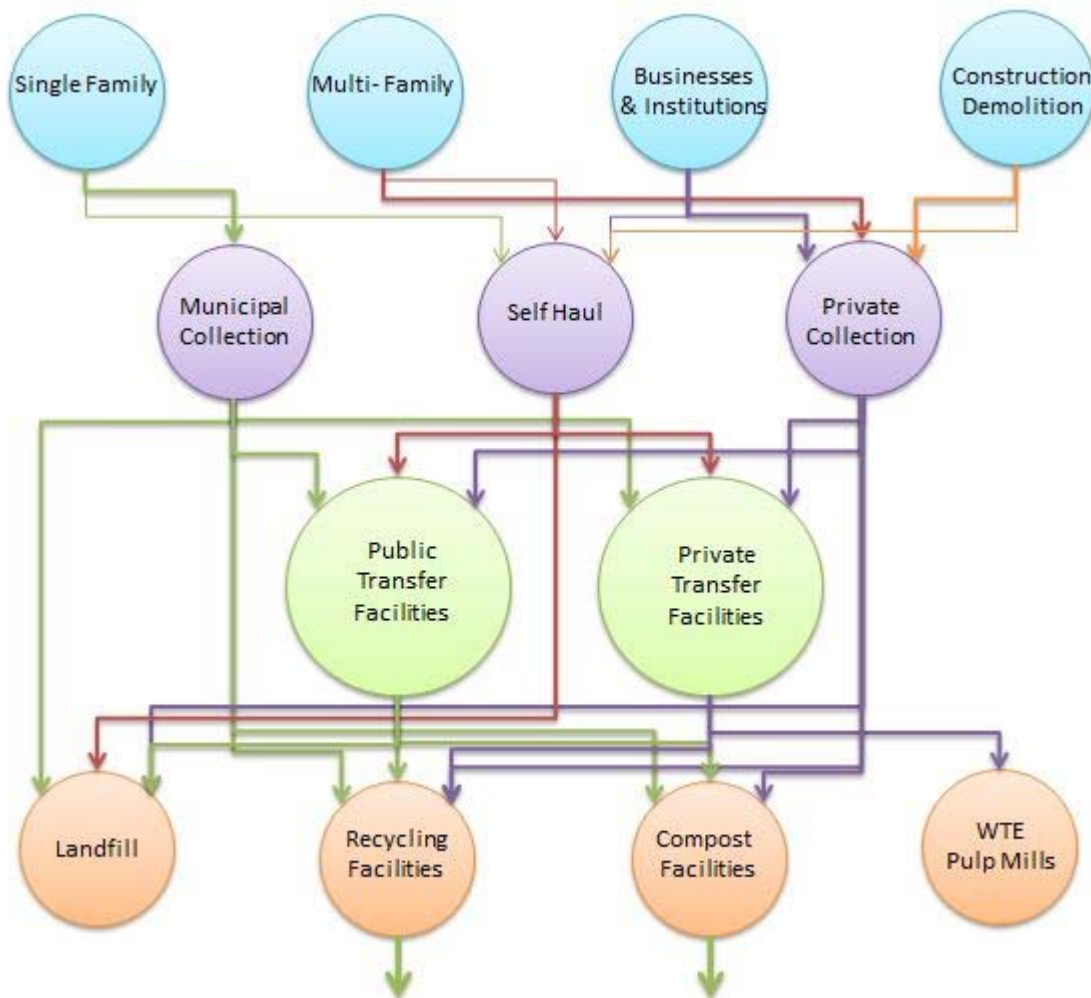 Single Family
Multi- Family
Businesses
& Institutions
Construction
Demolition
Municipal
Collection
Self Haul
Private
Collection
Public
Transfer
Facilities
Private
Transfer
Facilities
Landfill
Recycling
Facilities
Compost
Facilities
WTE
Pulp Mills